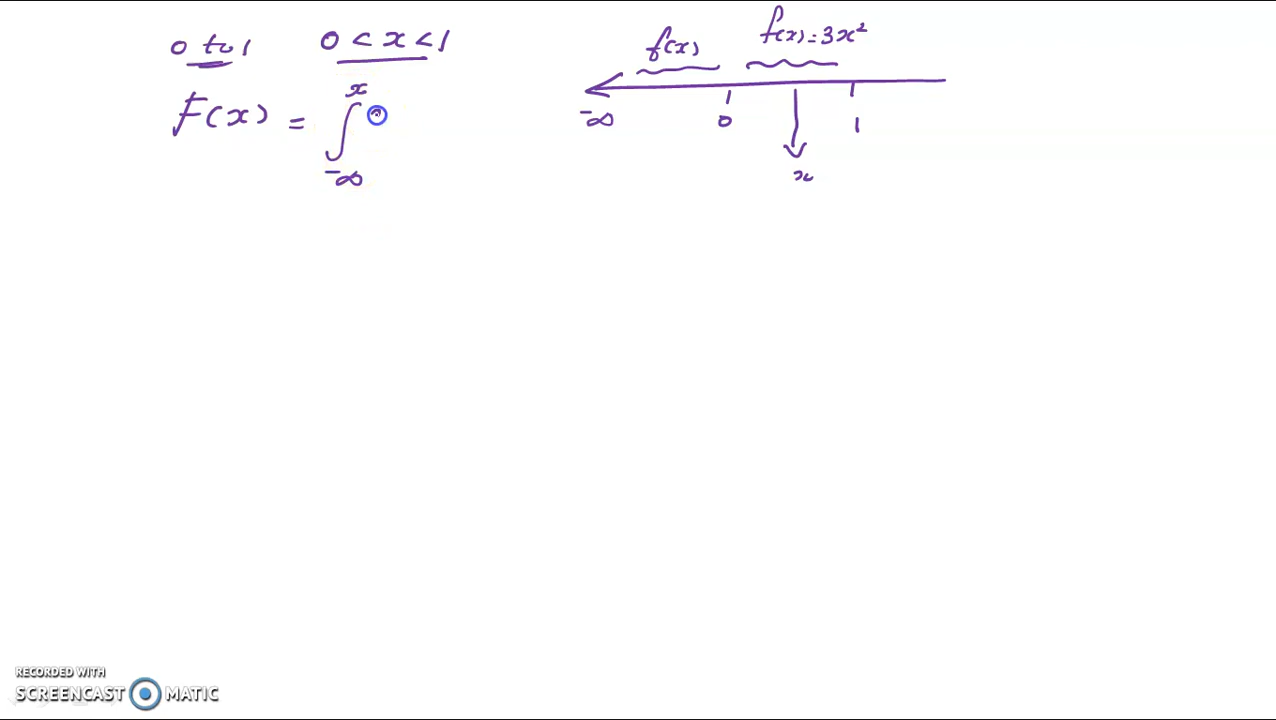 0 to 1 0 < x < 1
F(x) = ∫ x -∞
f(x) f(x) = 3x²
-∞ 0 1
x
RECORDED WITH
SCREENCAST MATIC